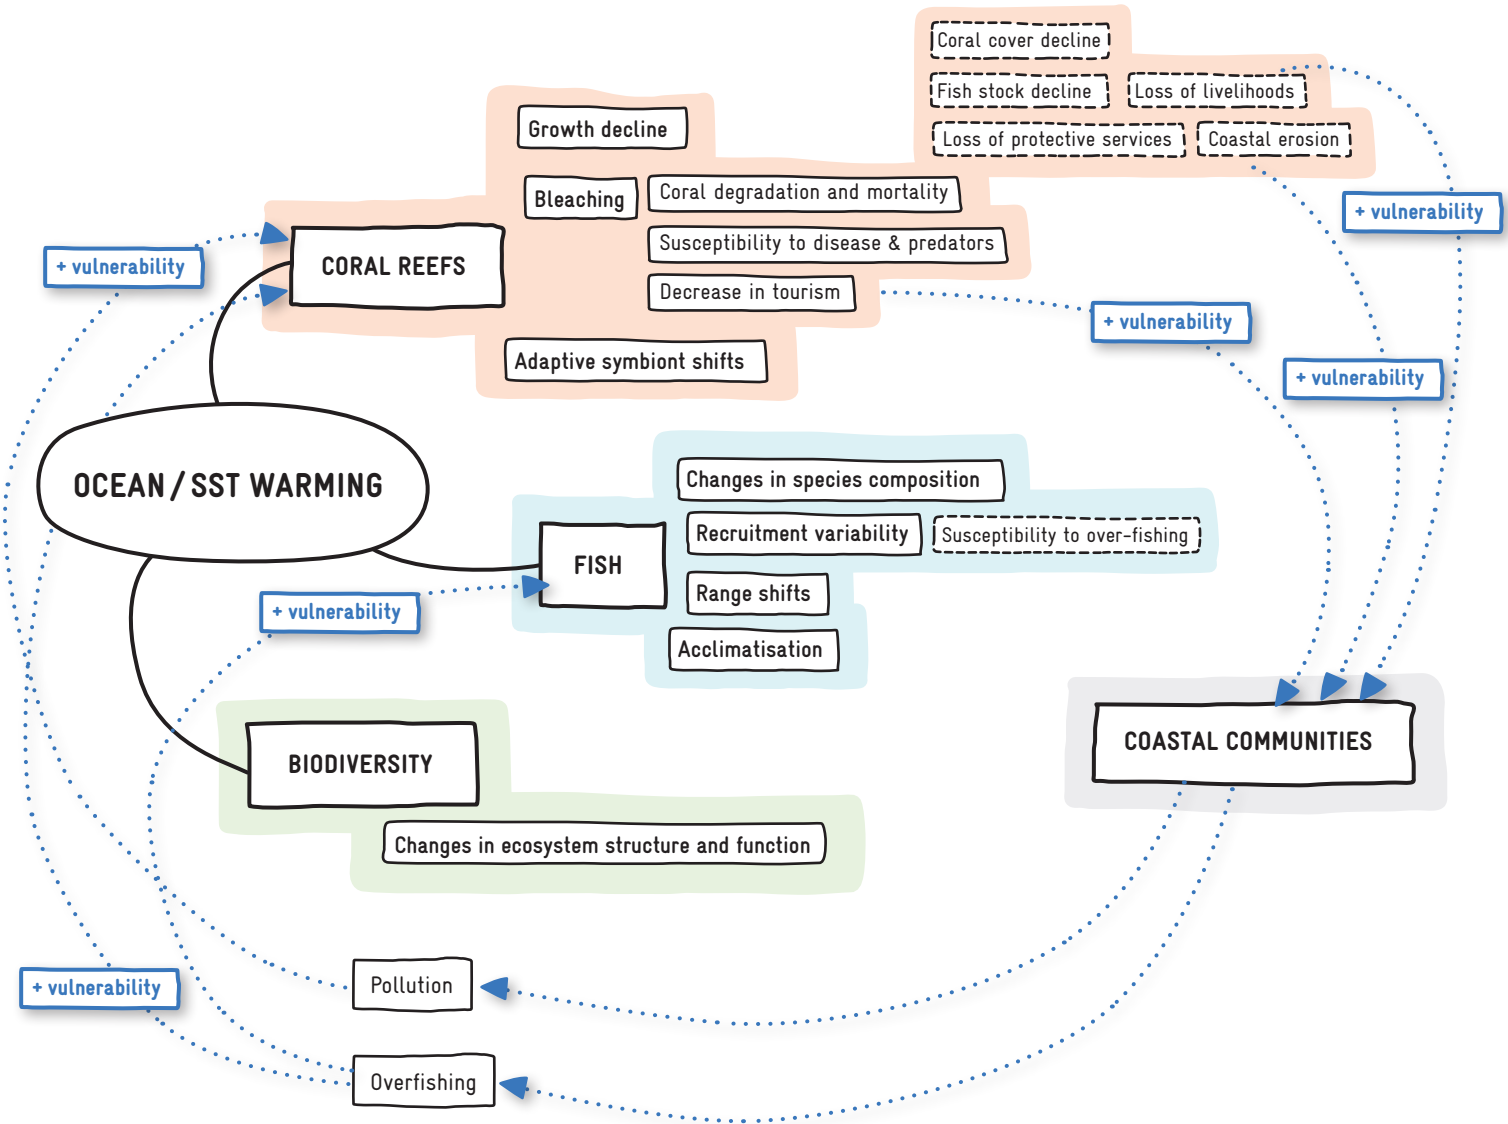 Coral cover decline
Fish stock decline
Loss of livelihoods
Loss of protective services
Coastal erosion
Growth decline
Bleaching
Coral degradation and mortality
Susceptibility to disease & predators
Decrease in tourism
Adaptive symbiont shifts
CORAL REEFS
+ vulnerability
+ vulnerability
+ vulnerability
+ vulnerability
OCEAN / SST WARMING
Changes in species composition
Recruitment variability
Susceptibility to over-fishing
FISH
Range shifts
Acclimatisation
+ vulnerability
BIODIVERSITY
Changes in ecosystem structure and function
COASTAL COMMUNITIES
+ vulnerability
Pollution
Overfishing